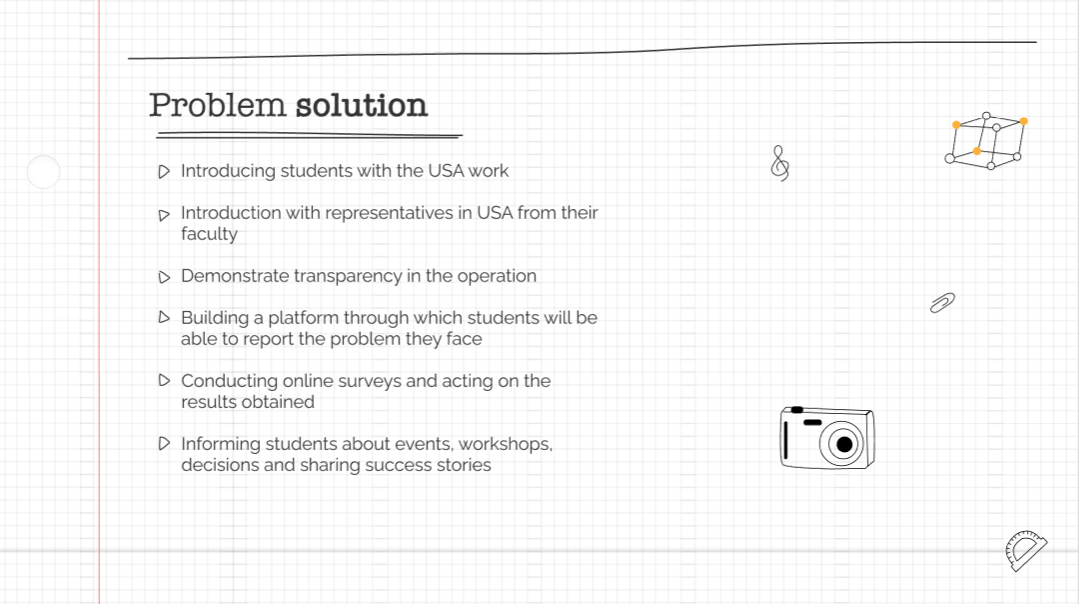 Problem solution
Introducing students with the USA work
Introduction with representatives in USA from their
faculty
Demonstrate transparency in the operation
Building a platform through which students will be
able to report the problem they face
Conducting online surveys and acting on the
results obtained
Informing students about events, workshops,
decisions and sharing success stories